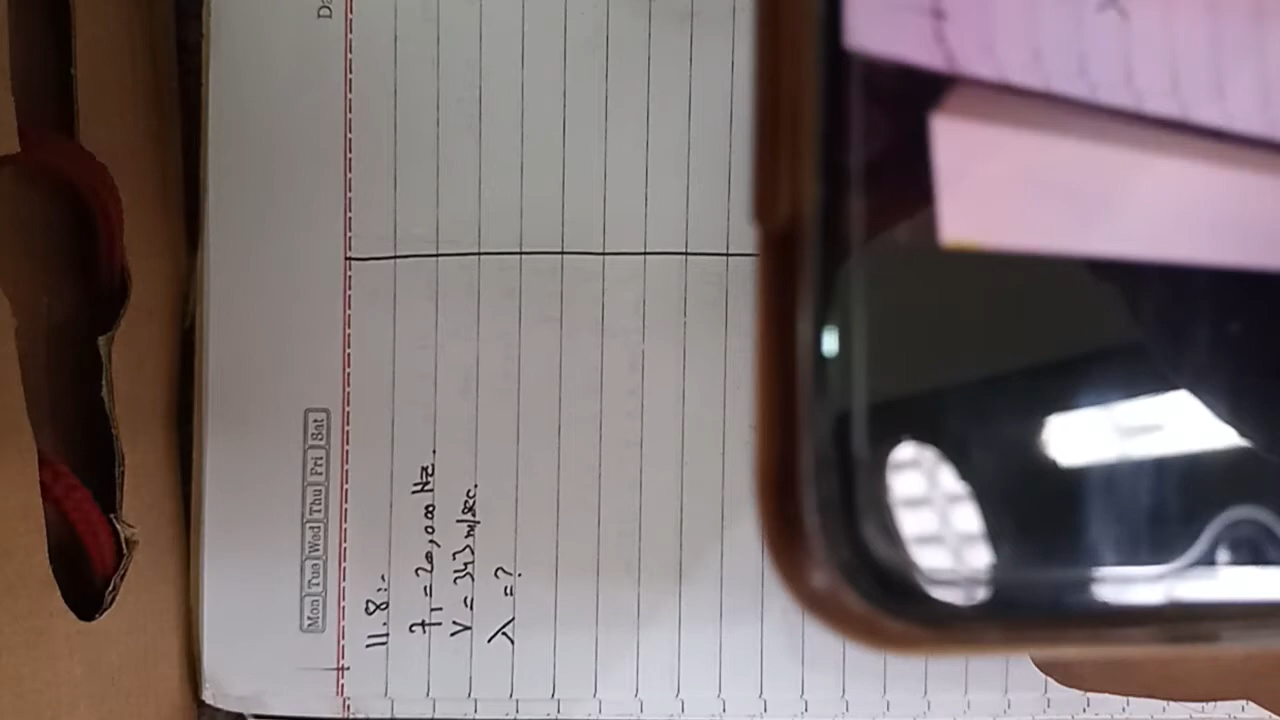 Mon Tue Wed Thu Fri Sat
11.8:-
f₁ = 20,000 Hz.
V = 343 m/sec.
λ = ?